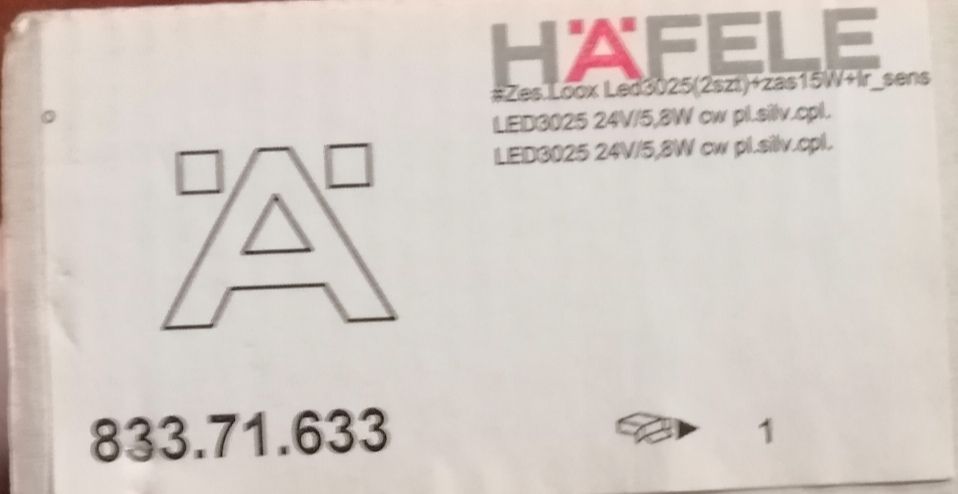 HÄFELE
#Zes.Loox Led3025(2szt)+zas15W+Ir_sens
LED3025 24V/5,8W cw pl.silv.cpl.
LED3025 24V/5,8W cw pl.silv.cpl.
Ä
833.71.633
1